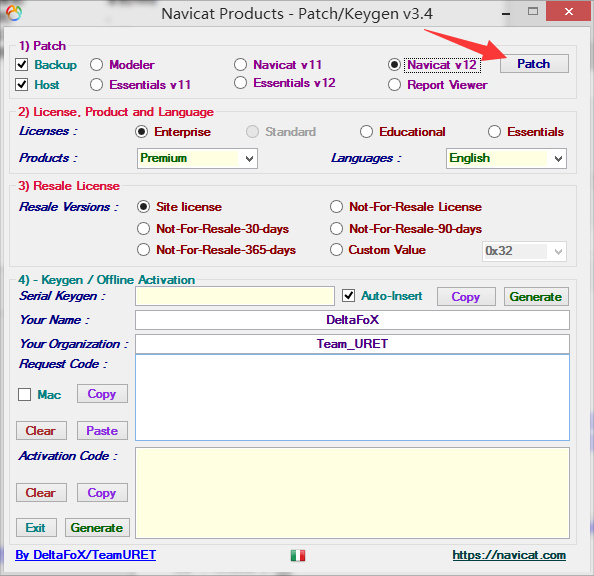 Navicat Products - Patch/Keygen v3.4
1) Patch
Backup Modeler Navicat v11 Navicat v12 Patch
Host Essentials v11 Essentials v12 Report Viewer
2) License, Product and Language
Licenses : Enterprise Standard Educational Essentials
Products : Premium Languages : English
3) Resale License
Resale Versions : Site license Not-For-Resale License
Not-For-Resale-30-days Not-For-Resale-90-days
Not-For-Resale-365-days Custom Value 0x32
4) - Keygen / Offline Activation
Serial Keygen : Auto-Insert Copy Generate
Your Name : DeltaFoX
Your Organization : Team_URET
Request Code :
Mac Copy
Clear Paste
Activation Code :
Clear Copy
Exit Generate
By DeltaFoX/TeamURET https://navicat.com